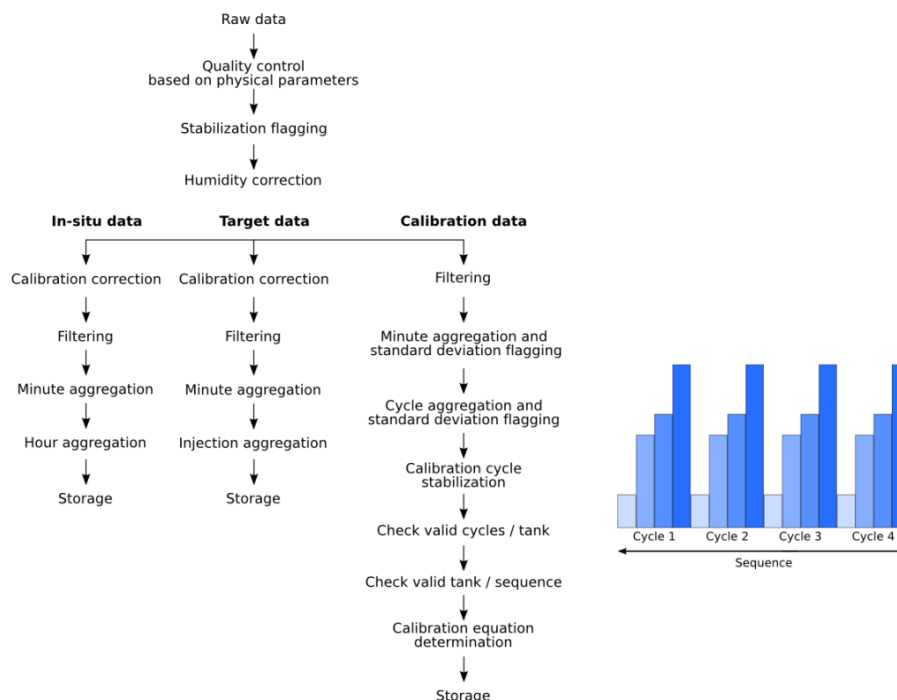 Raw data
Quality control
based on physical parameters
Stabilization flagging
Humidity correction
In-situ data
Target data
Calibration data
Calibration correction
Filtering
Minute aggregation
Hour aggregation
Storage
Calibration correction
Filtering
Minute aggregation
Injection aggregation
Storage
Filtering
Minute aggregation and
standard deviation flagging
Cycle aggregation and
standard deviation flagging
Calibration cycle
stabilization
Check valid cycles / tank
Check valid tank / sequence
Calibration equation
determination
Storage
Cycle 1
Cycle 2
Cycle 3
Cycle 4
Sequence